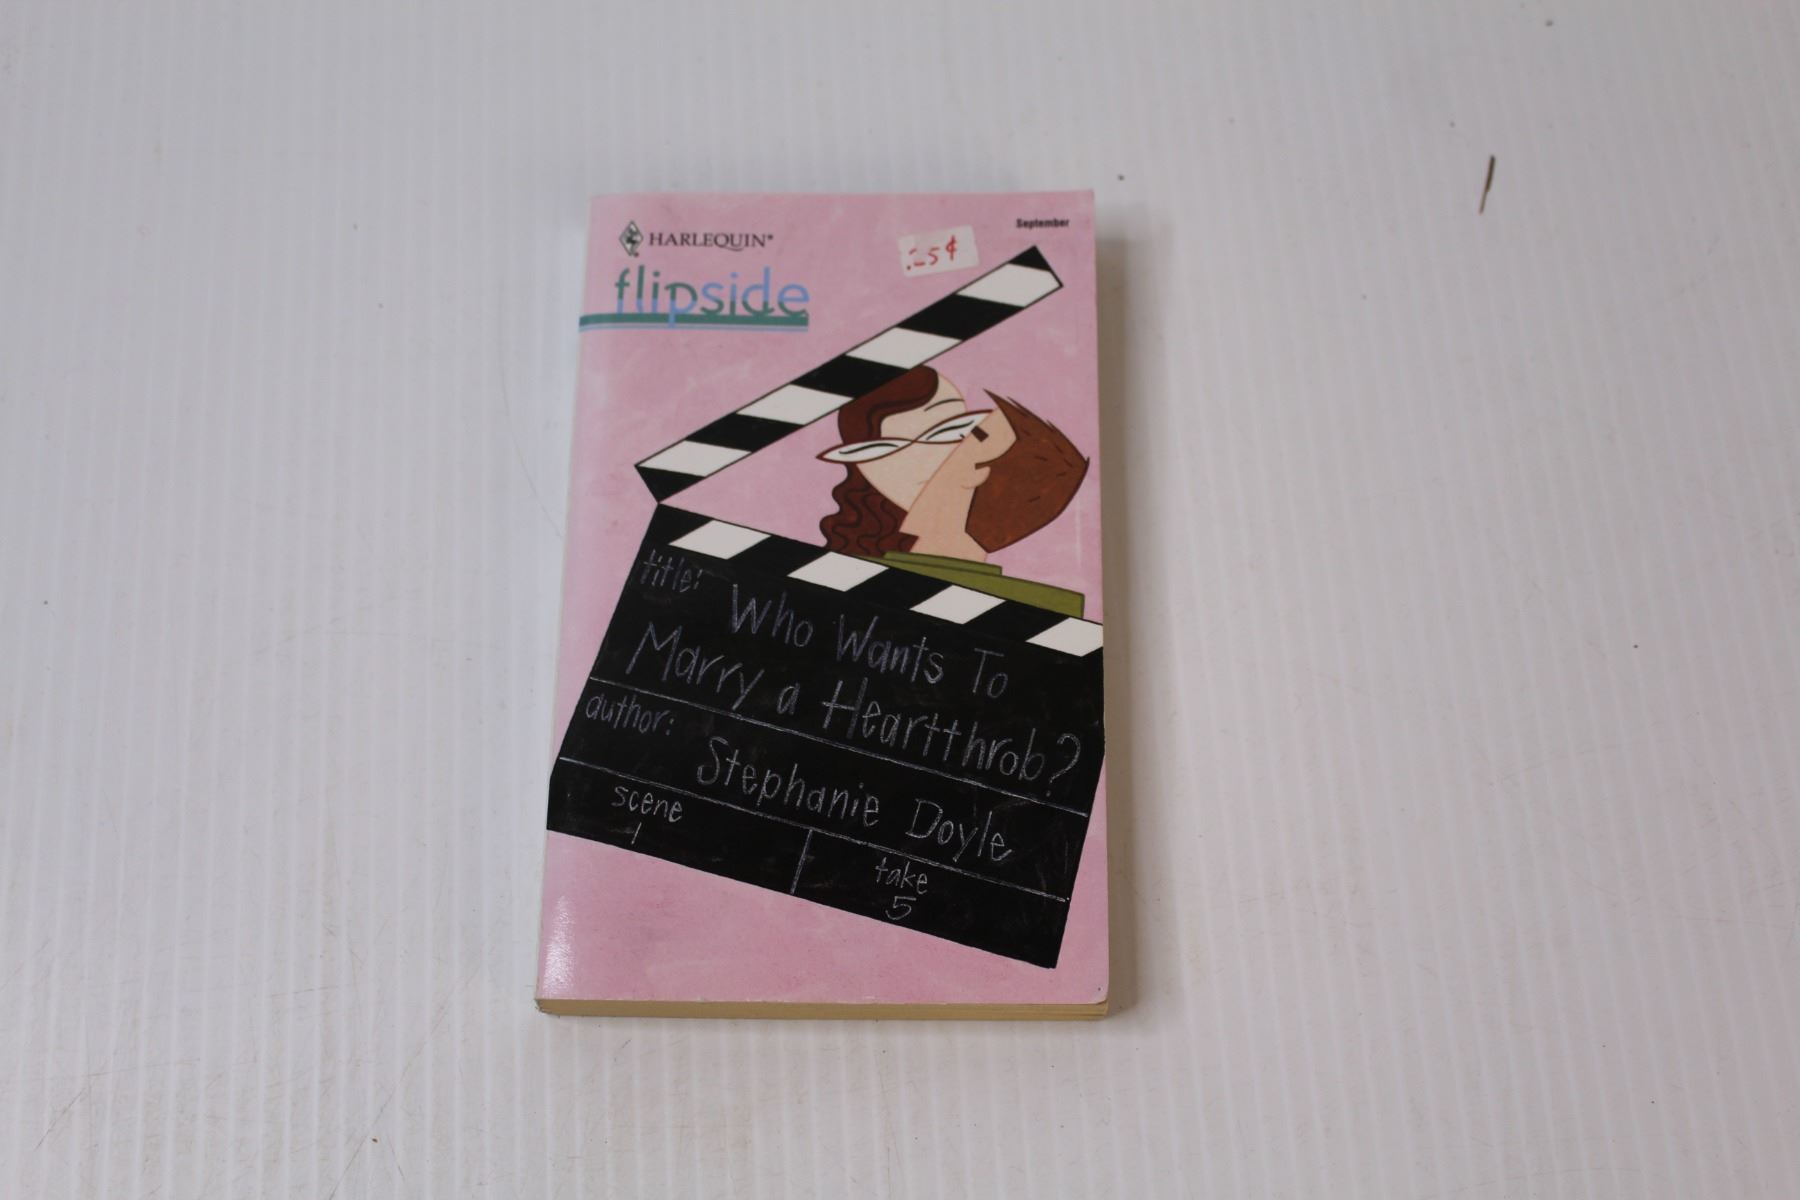 HARLEQUIN®
flipside
September
.25¢
title: Who Wants To
Marry a Heartthrob?
author:
Stephanie Doyle
scene
1
take
5